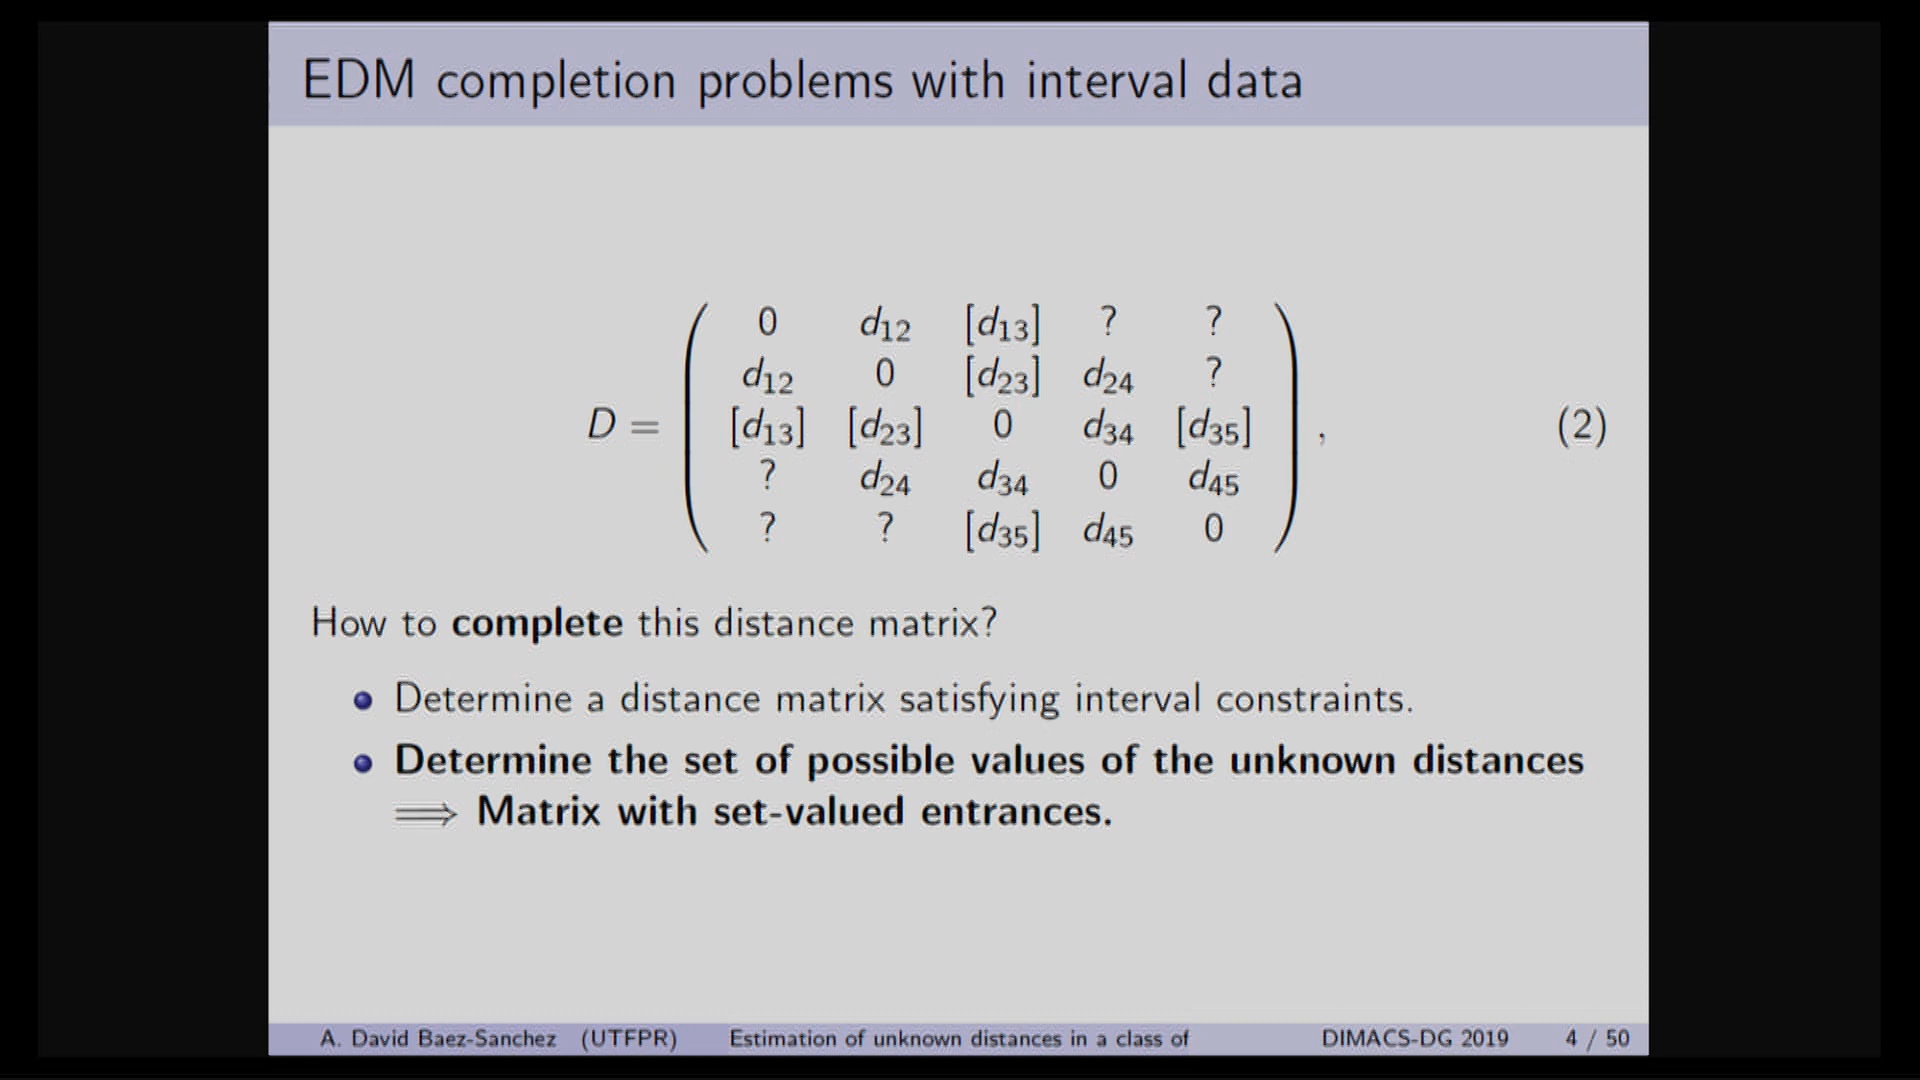 EDM completion problems with interval data
0 d12 [d13] ? ?
d12 0 [d23] d24 ?
D = [d13] [d23] 0 d34 [d35] , (2)
? d24 d34 0 d45
? ? [d35] d45 0
How to complete this distance matrix?
Determine a distance matrix satisfying interval constraints.
Determine the set of possible values of the unknown distances
⟹ Matrix with set-valued entrances.
A. David Baez-Sanchez (UTFPR) Estimation of unknown distances in a class of DIMACS-DG 2019 4 / 50